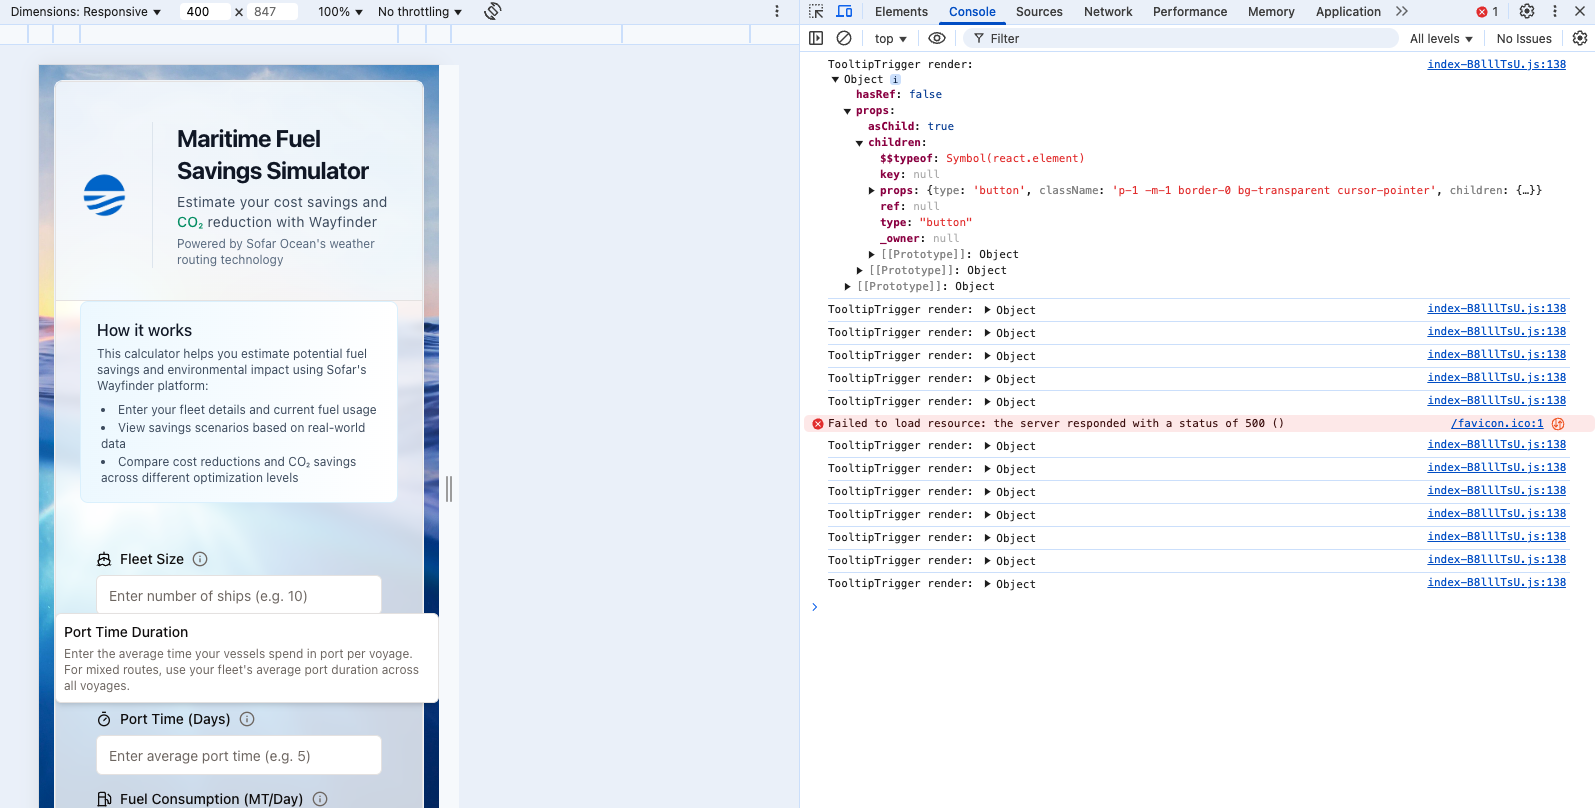 Dimensions: Responsive 400 x 847 100% No throttling
Maritime Fuel
Savings Simulator
Estimate your cost savings and
CO₂ reduction with Wayfinder
Powered by Sofar Ocean's weather
routing technology
How it works
This calculator helps you estimate potential fuel
savings and environmental impact using Sofar's
Wayfinder platform:
• Enter your fleet details and current fuel usage
• View savings scenarios based on real-world
data
• Compare cost reductions and CO₂ savings
across different optimization levels
Fleet Size
Enter number of ships (e.g. 10)
Port Time Duration
Enter the average time your vessels spend in port per voyage.
For mixed routes, use your fleet's average port duration across
all voyages.
Port Time (Days)
Enter average port time (e.g. 5)
Fuel Consumption (MT/Day)
Elements Console Sources Network Performance Memory Application 1
top Filter All levels No Issues
TooltipTrigger render: index-B8lllTsU.js:138
Object i
hasRef: false
props:
asChild: true
children:
$$typeof: Symbol(react.element)
key: null
props: {type: 'button', className: 'p-1 -m-1 border-0 bg-transparent cursor-pointer', children: {…}}
ref: null
type: "button"
_owner: null
[[Prototype]]: Object
[[Prototype]]: Object
[[Prototype]]: Object
TooltipTrigger render: Object index-B8lllTsU.js:138
TooltipTrigger render: Object index-B8lllTsU.js:138
TooltipTrigger render: Object index-B8lllTsU.js:138
TooltipTrigger render: Object index-B8lllTsU.js:138
TooltipTrigger render: Object index-B8lllTsU.js:138
Failed to load resource: the server responded with a status of 500 () /favicon.ico:1
TooltipTrigger render: Object index-B8lllTsU.js:138
TooltipTrigger render: Object index-B8lllTsU.js:138
TooltipTrigger render: Object index-B8lllTsU.js:138
TooltipTrigger render: Object index-B8lllTsU.js:138
TooltipTrigger render: Object index-B8lllTsU.js:138
TooltipTrigger render: Object index-B8lllTsU.js:138
TooltipTrigger render: Object index-B8lllTsU.js:138